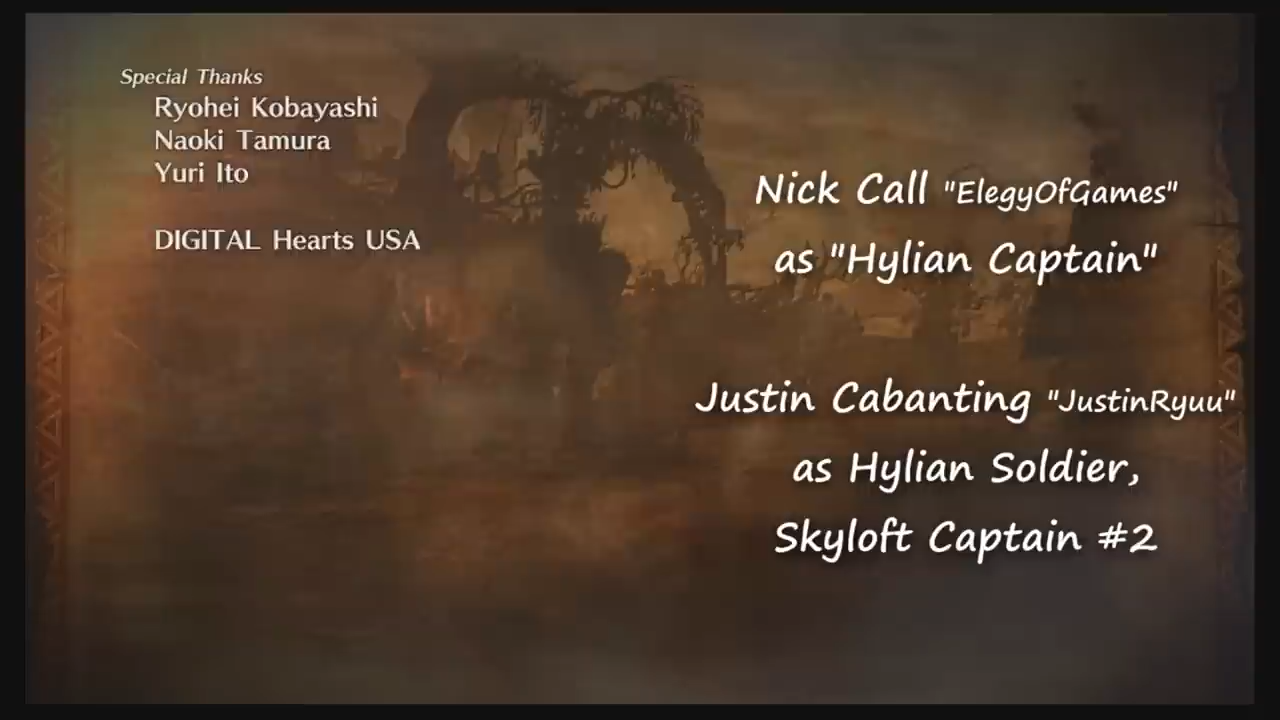 Special Thanks
Ryohei Kobayashi
Naoki Tamura
Yuri Ito
DIGITAL Hearts USA
Nick Call "ElegyOfGames"
as "Hylian Captain"
Justin Cabanting "JustinRyuu"
as Hylian Soldier,
Skyloft Captain #2